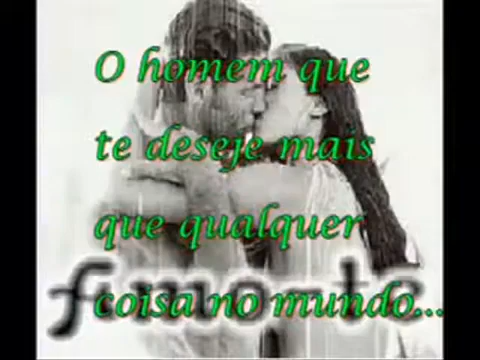 O homem que
te deseje mais
que qualquer
coisa no mundo...